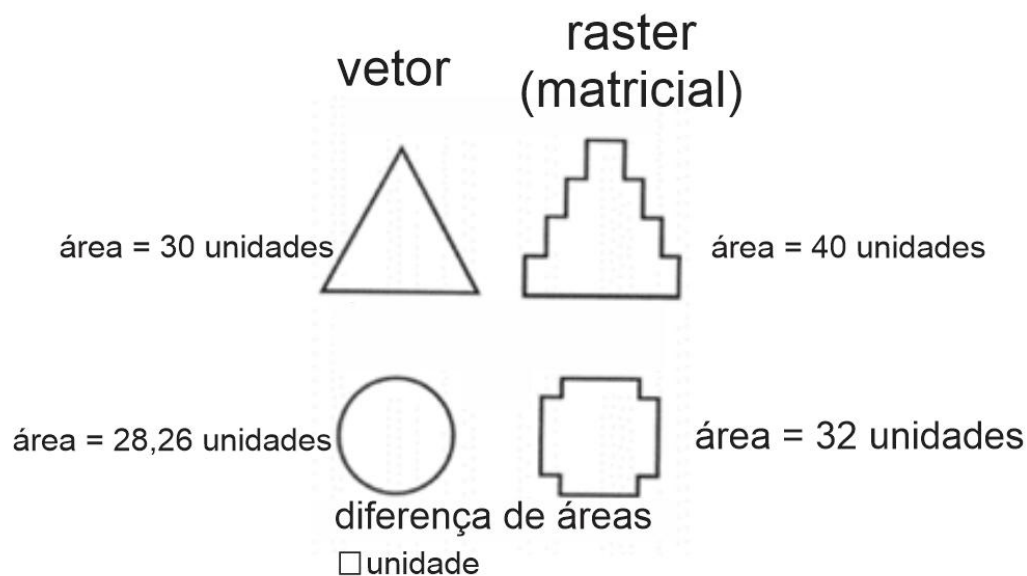 vetor
raster
(matricial)
área = 30 unidades
área = 40 unidades
área = 28,26 unidades
área = 32 unidades
diferença de áreas
unidade